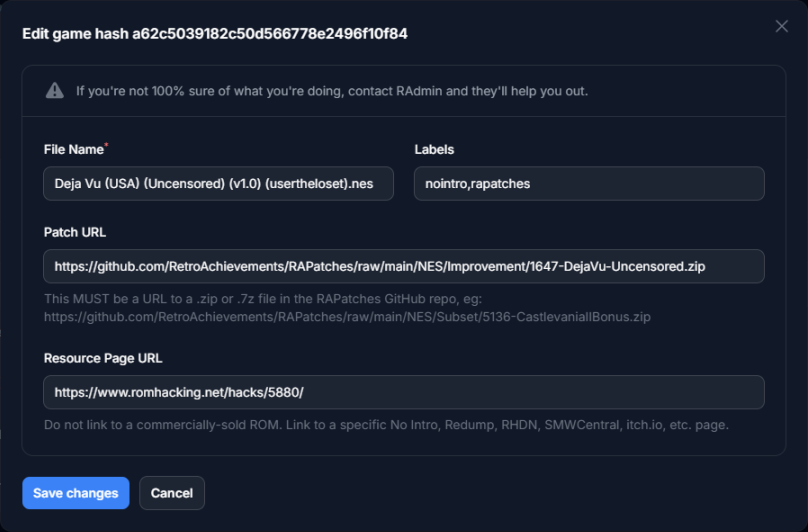 Edit game hash a62c5039182c50d566778e2496f10f84
If you're not 100% sure of what you're doing, contact RAdmin and they'll help you out.
File Name*
Labels
Deja Vu (USA) (Uncensored) (v1.0) (usertheloset).nes
nointro,rapatches
Patch URL
https://github.com/RetroAchievements/RAPatches/raw/main/NES/Improvement/1647-DejaVu-Uncensored.zip
This MUST be a URL to a .zip or .7z file in the RAPatches GitHub repo, eg:
https://github.com/RetroAchievements/RAPatches/raw/main/NES/Subset/5136-CastlevaniaIIBonus.zip
Resource Page URL
https://www.romhacking.net/hacks/5880/
Do not link to a commercially-sold ROM. Link to a specific No Intro, Redump, RHDN, SMWCentral, itch.io, etc. page.
Save changes
Cancel